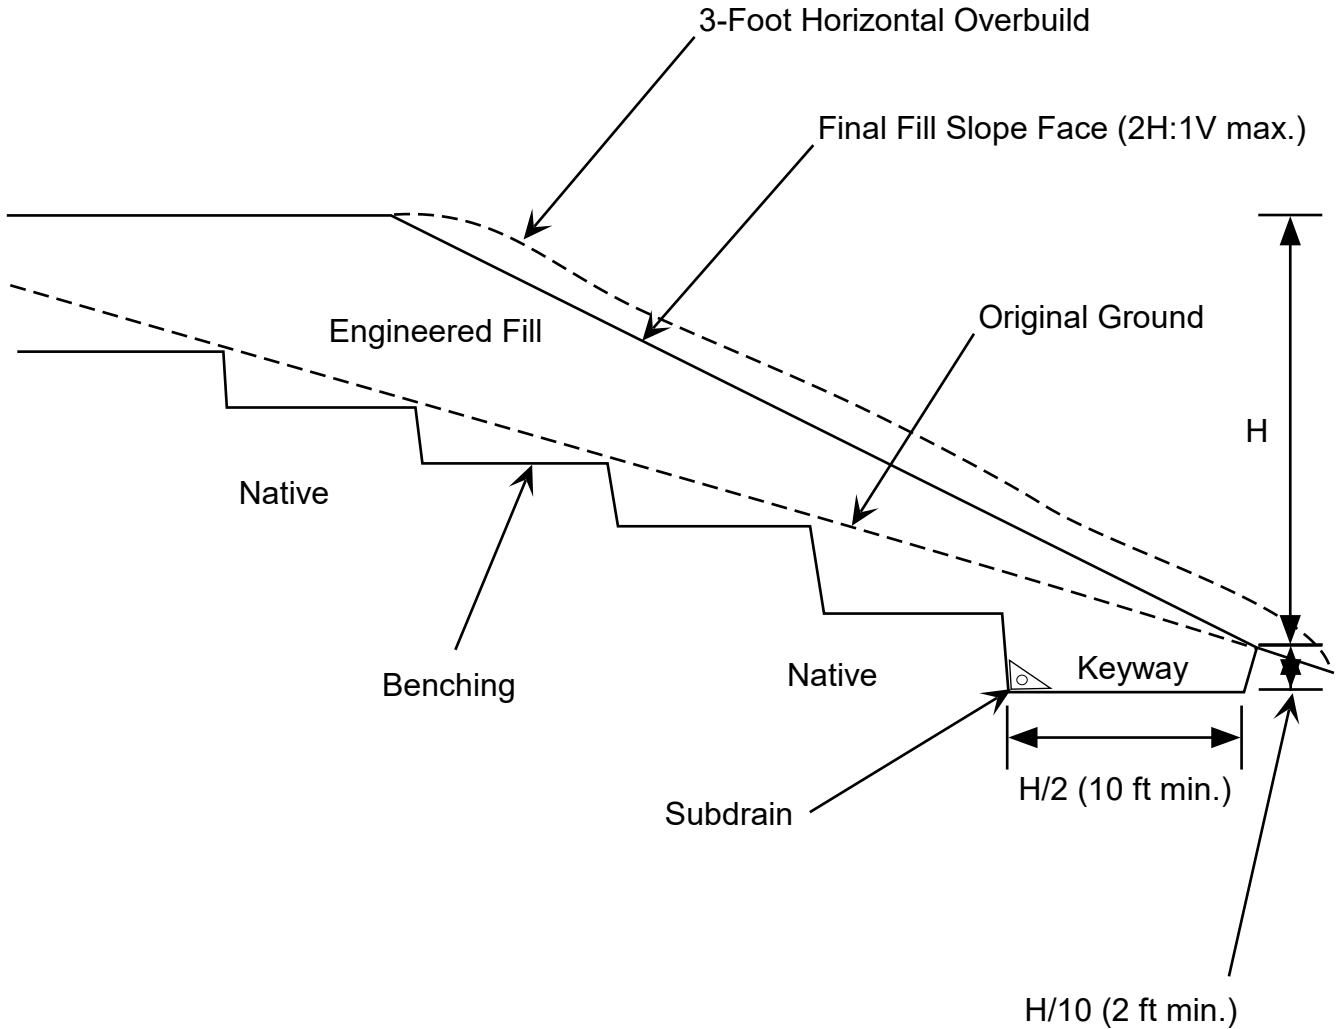 3-Foot Horizontal Overbuild
Final Fill Slope Face (2H:1V max.)
Original Ground
Engineered Fill
H
Native
Benching
Native
Keyway
H/2 (10 ft min.)
Subdrain
H/10 (2 ft min.)